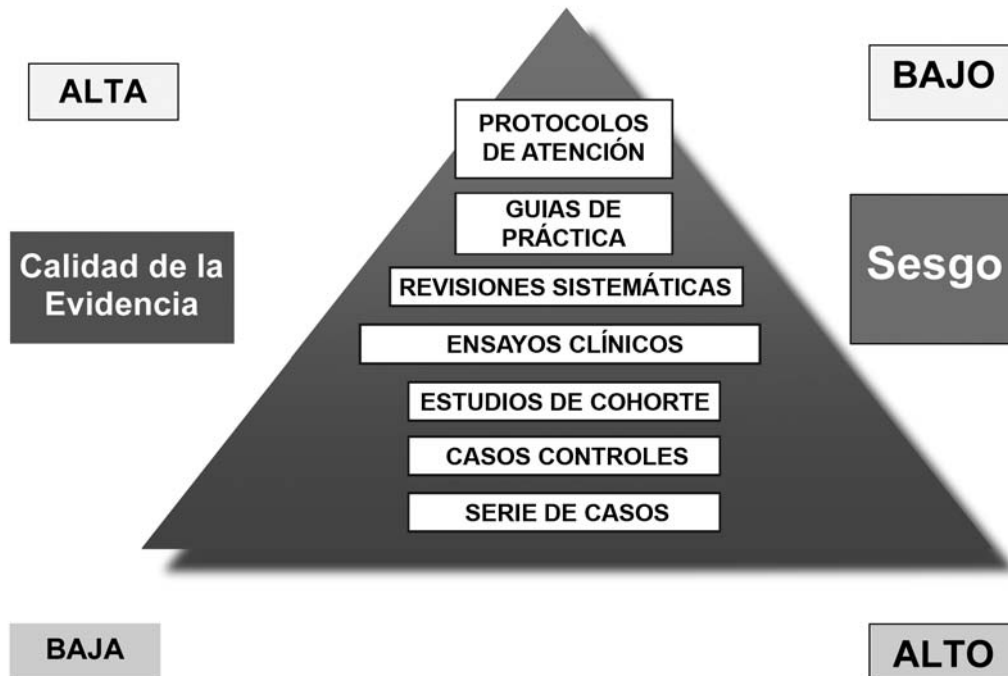 ALTA
BAJO
PROTOCOLOS
DE ATENCIÓN
GUIAS DE
PRÁCTICA
Calidad de la
Evidencia
Sesgo
REVISIONES SISTEMÁTICAS
ENSAYOS CLÍNICOS
ESTUDIOS DE COHORTE
CASOS CONTROLES
SERIE DE CASOS
BAJA
ALTO